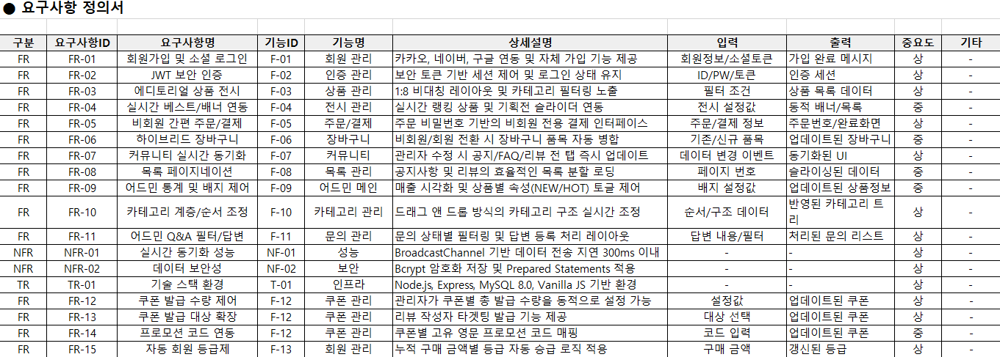 ● 요구사항 정의서
구분 요구사항ID 요구사항명 기능ID 기능명 상세설명 입력 출력 중요도 기타
FR FR-01 회원가입 및 소셜 로그인 F-01 회원 관리 카카오, 네이버, 구글 연동 및 자체 가입 기능 제공 회원정보/소셜토큰 가입 완료 메시지 상 -
FR FR-02 JWT 보안 인증 F-02 인증 관리 보안 토큰 기반 세션 제어 및 로그인 상태 유지 ID/PW/토큰 인증 세션 상 -
FR FR-03 에디토리얼 상품 전시 F-03 상품 관리 1:8 비대칭 레이아웃 및 카테고리 필터링 노출 필터 조건 상품 목록 데이터 상 -
FR FR-04 실시간 베스트/배너 연동 F-04 전시 관리 실시간 랭킹 상품 및 기획전 슬라이더 연동 전시 설정값 동적 배너/목록 중 -
FR FR-05 비회원 간편 주문/결제 F-05 주문/결제 주문 비밀번호 기반의 비회원 전용 결제 인터페이스 주문/결제 정보 주문번호/완료화면 상 -
FR FR-06 하이브리드 장바구니 F-06 장바구니 비회원/회원 전환 시 장바구니 품목 자동 병합 기존/신규 품목 업데이트된 장바구니 중 -
FR FR-07 커뮤니티 실시간 동기화 F-07 커뮤니티 관리자 수정 시 공지/FAQ/리뷰 전 탭 즉시 업데이트 데이터 변경 이벤트 동기화된 UI 상 -
FR FR-08 목록 페이지네이션 F-08 목록 관리 공지사항 및 리뷰의 효율적인 목록 분할 로딩 페이지 번호 슬라이싱된 데이터 중 -
FR FR-09 어드민 통계 및 배지 제어 F-09 어드민 메인 매출 시각화 및 상품별 속성(NEW/HOT) 토글 제어 배지 설정값 업데이트된 상품정보 중 -
FR FR-10 카테고리 계층/순서 조정 F-10 카테고리 관리 드래그 앤 드롭 방식의 카테고리 구조 실시간 조정 순서/구조 데이터 반영된 카테고리 트
리 상 -
FR FR-11 어드민 Q&A 필터/답변 F-11 문의 관리 문의 상태별 필터링 및 답변 등록 처리 레이아웃 답변 내용/필터 처리된 문의 리스트 상 -
NFR NFR-01 실시간 동기화 성능 NF-01 성능 BroadcastChannel 기반 데이터 전송 지연 300ms 이내 - - 상 -
NFR NFR-02 데이터 보안성 NF-02 보안 Bcrypt 암호화 저장 및 Prepared Statements 적용 - - 상 -
TR TR-01 기술 스택 환경 T-01 인프라 Node.js, Express, MySQL 8.0, Vanilla JS 기반 환경 - - 상 -
FR FR-12 쿠폰 발급 수량 제어 F-12 쿠폰 관리 관리자가 쿠폰별 총 발급 수량을 동적으로 설정 가능 설정값 업데이트된 쿠폰 상 -
FR FR-13 쿠폰 발급 대상 확장 F-12 쿠폰 관리 리뷰 작성자 타겟팅 발급 기능 제공 대상 선택 업데이트된 쿠폰 상 -
FR FR-14 프로모션 코드 연동 F-12 쿠폰 관리 쿠폰별 고유 영문 프로모션 코드 매핑 코드 입력 업데이트된 쿠폰 중 -
FR FR-15 자동 회원 등급제 F-13 회원 관리 누적 구매 금액별 등급 자동 승급 로직 적용 구매 금액 갱신된 등급 상 -